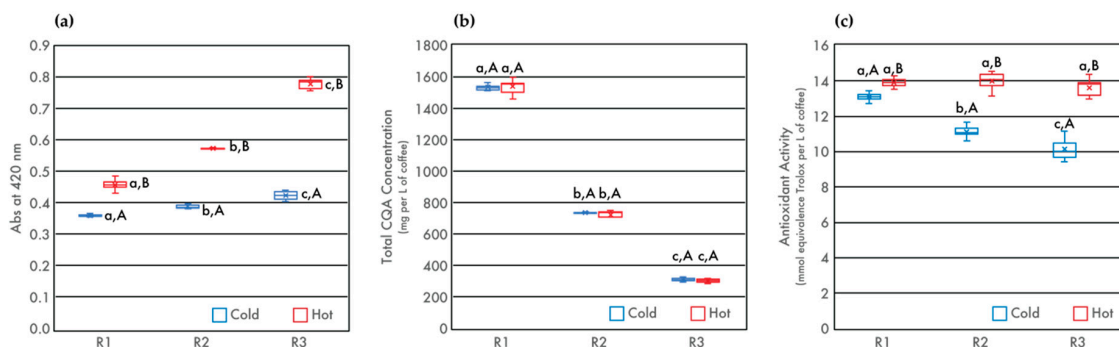 (a)
Abs at 420 nm
0.9
0.8
0.7
0.6
0.5
0.4
0.3
0.2
0.1
0.0
a,B
a,A
b,B
b,A
c,B
c,A
Cold
Hot
R1
R2
R3
(b)
Total CQA Concentration
(mg per L of coffee)
1800
1600
1400
1200
1000
800
600
400
200
a,A
a,A
b,A
b,A
c,A
c,A
Cold
Hot
R1
R2
R3
(c)
Antioxidant Activity
(mmol equivalence Trolox per L of coffee)
16
14
12
10
8
6
4
2
0
a,A
a,B
b,A
a,B
c,A
a,B
Cold
Hot
R1
R2
R3